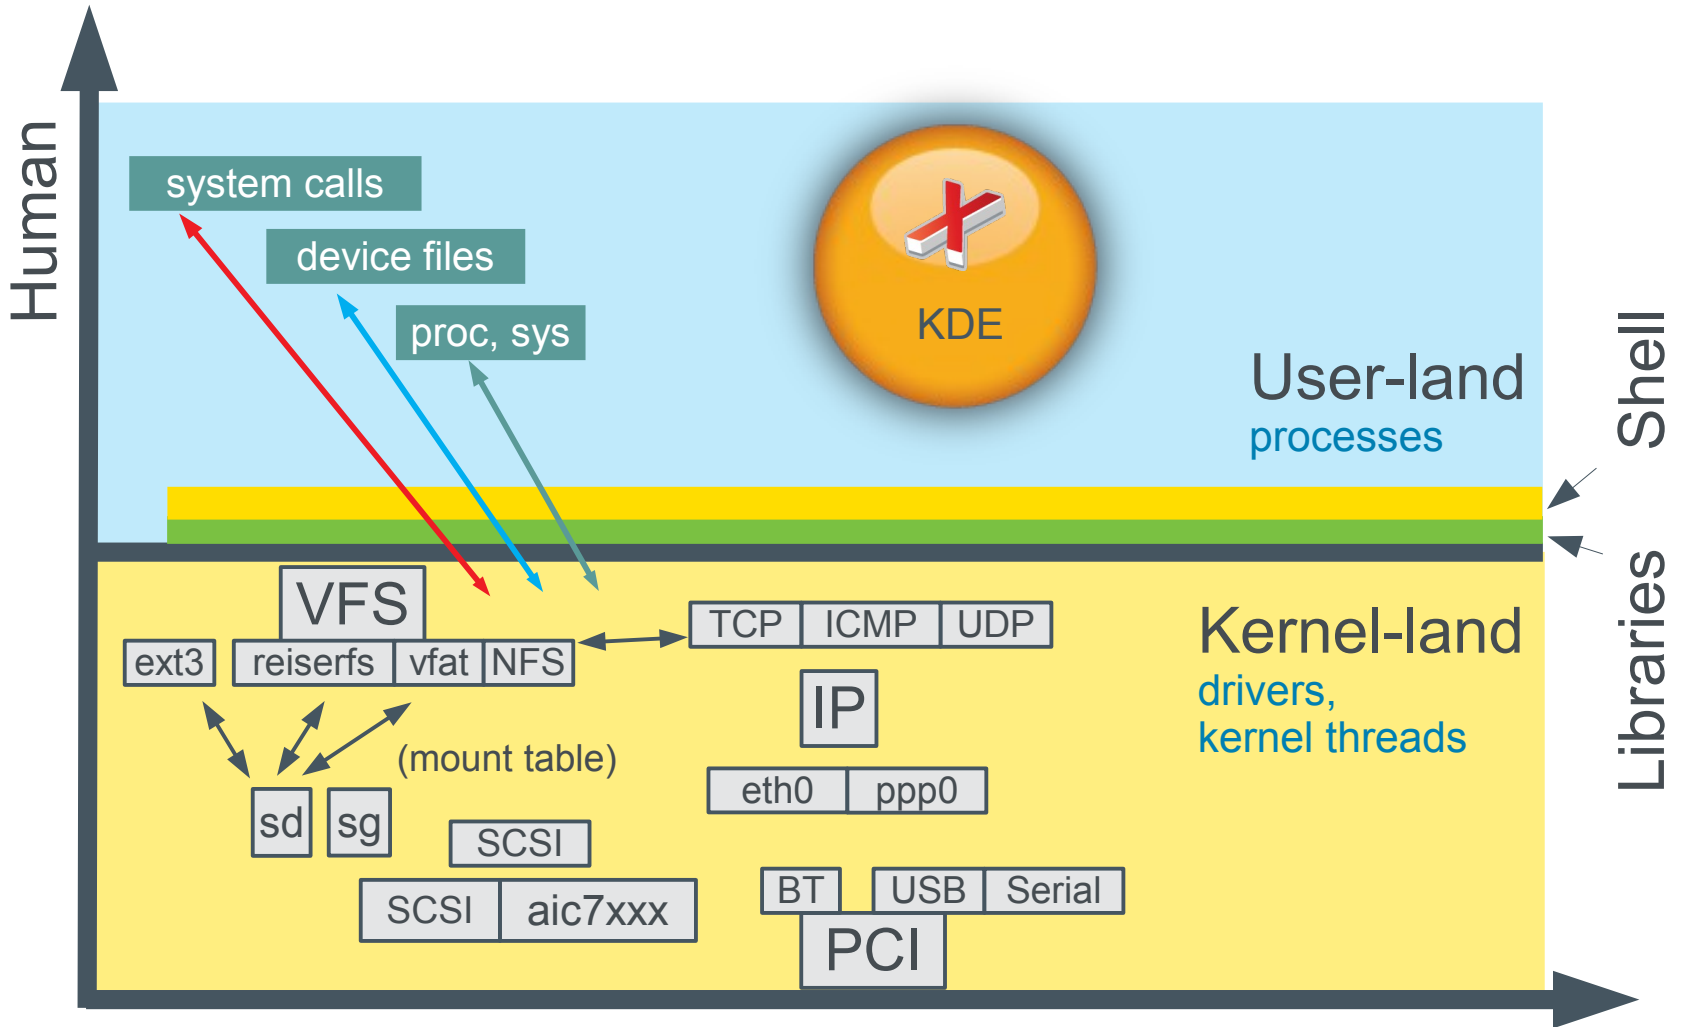 Human
system calls
device files
proc, sys
KDE
User-land
processes
Shell
Libraries
VFS
ext3
reiserfs
vfat
NFS
TCP
ICMP
UDP
Kernel-land
drivers,
kernel threads
IP
(mount table)
eth0
ppp0
sd
sg
SCSI
SCSI
aic7xxx
BT
USB
Serial
PCI